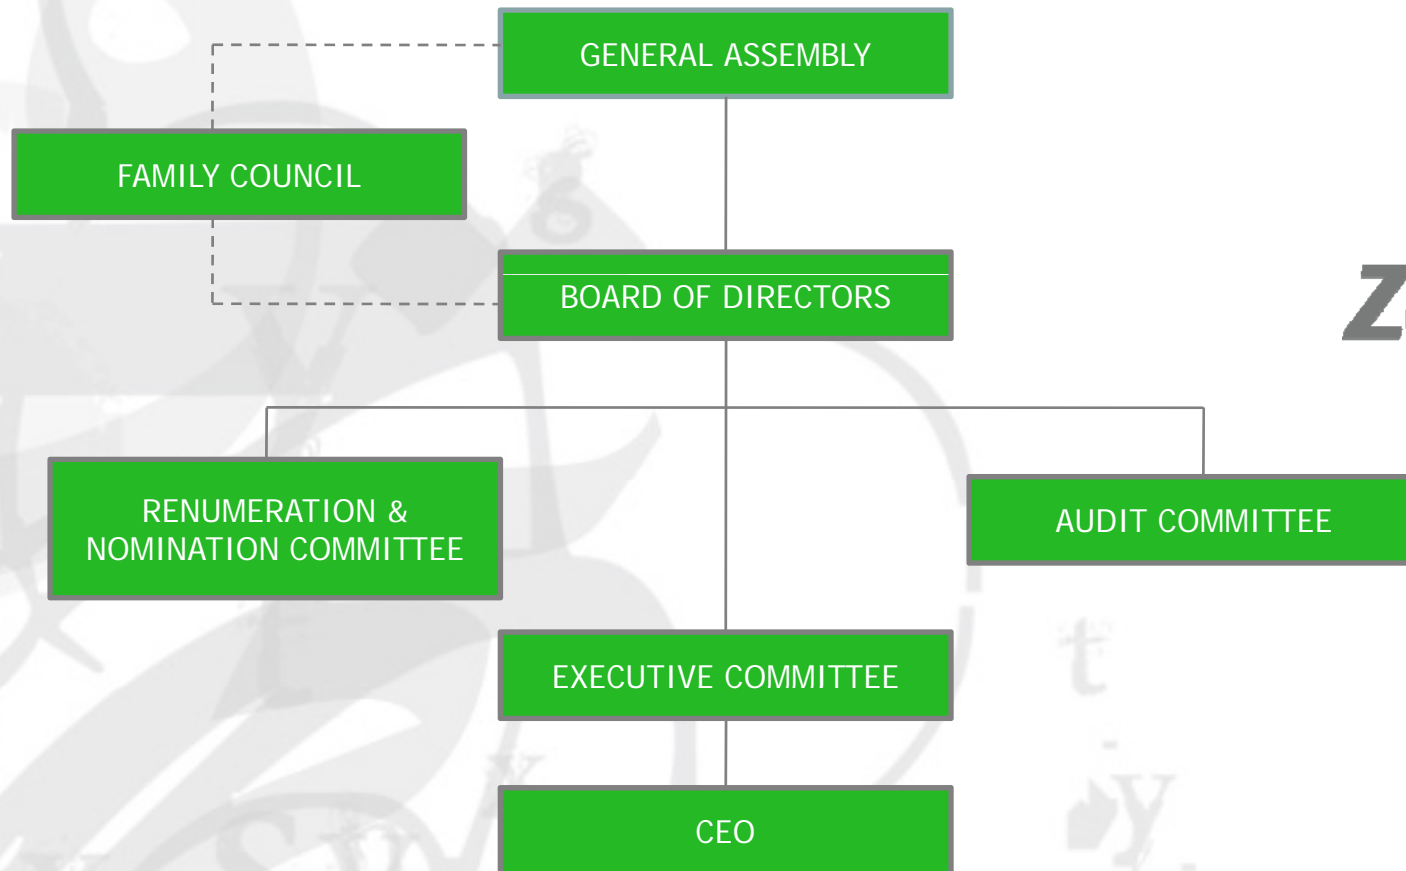 GENERAL ASSEMBLY
FAMILY COUNCIL
BOARD OF DIRECTORS
RENUMERATION &
NOMINATION COMMITTEE
AUDIT COMMITTEE
EXECUTIVE COMMITTEE
CEO